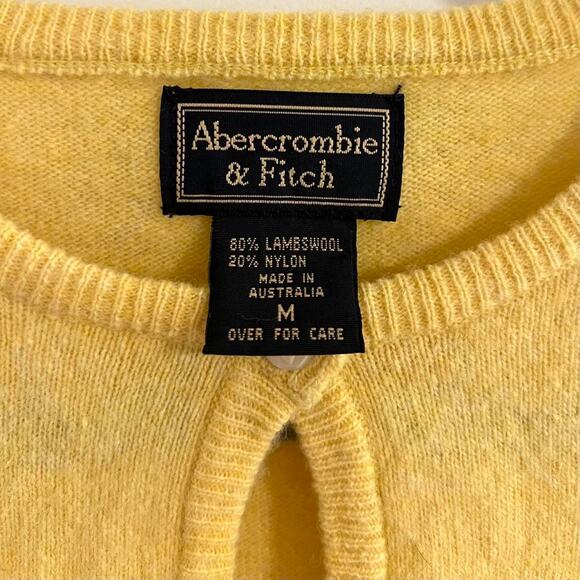 Abercrombie
& Fitch
80% LAMBSWOOL
20% NYLON
MADE IN
AUSTRALIA
M
OVER FOR CARE